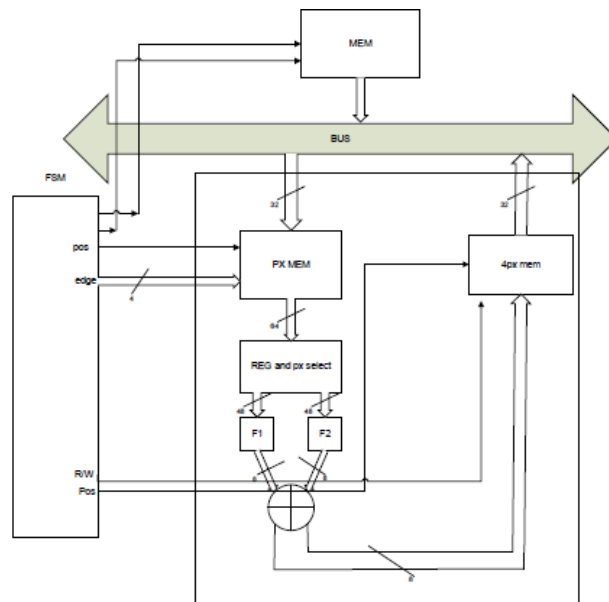 MEM
BUS
FSM
32
32
pos
PX MEM
4px mem
edge
4
64
REG and px select
48
48
F1
F2
R/W
8
8
Pos
8